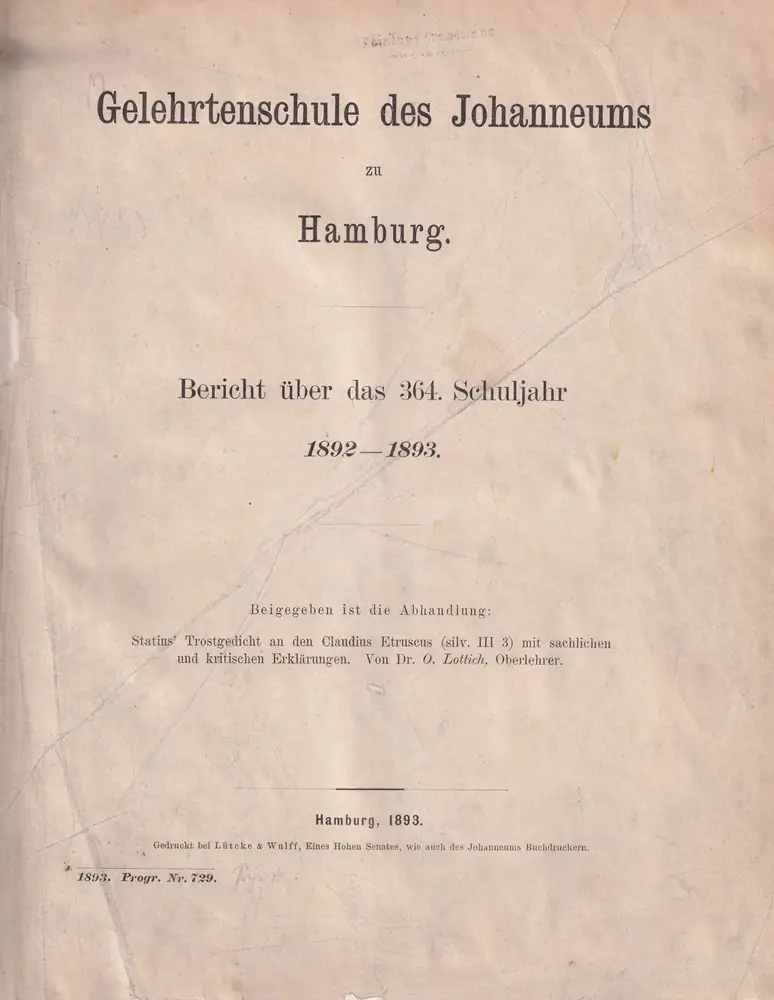 Gelehrtenschule des Johanneums
zu
Hamburg.
Bericht über das 364. Schuljahr
1892—1893.
Beigegeben ist die Abhandlung:
Statius' Trostgedicht an den Claudius Etruscus (silv. III 3) mit sachlichen
und kritischen Erklärungen. Von Dr. O. Lottich, Oberlehrer.
Hamburg, 1893.
Gedruckt bei Lütcke & Wulff, Eines Hohen Senates, wie auch des Johanneums Buchdruckern.
1893. Progr. Nr. 729.